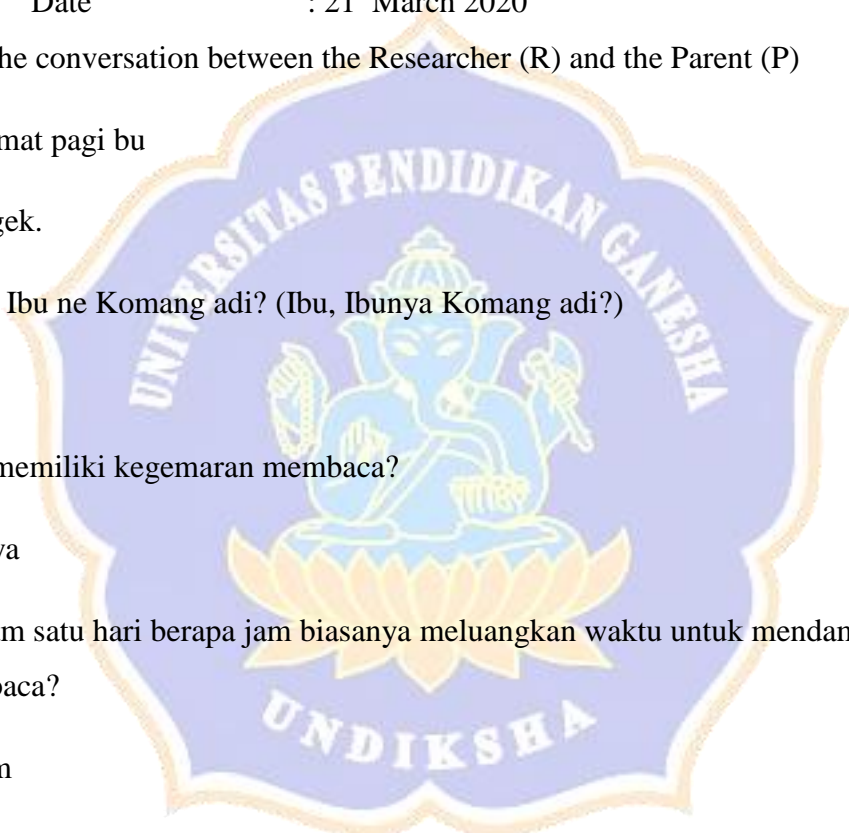 Date : 21 March 2020
he conversation between the Researcher (R) and the Parent (P)
mat pagi bu
gek.
Ibu ne Komang adi? (Ibu, Ibunya Komang adi?)
memiliki kegemaran membaca?
ya
am satu hari berapa jam biasanya meluangkan waktu untuk mendan
baca?
m
UNIVERSITAS PENDIDIKAN GANESHA
UNDIKSHA